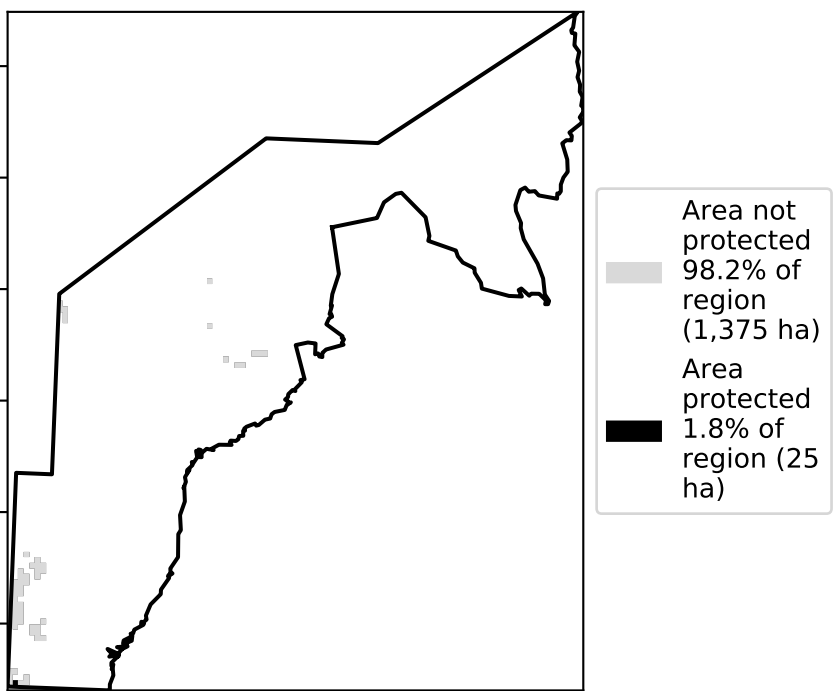 Area not
protected
98.2% of
region
(1,375 ha)
Area
protected
1.8% of
region (25
ha)